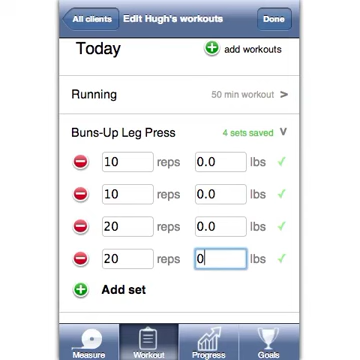 All clients Edit Hugh's workouts Done
Today add workouts
Running 50 min workout >
Buns-Up Leg Press 4 sets saved
10 reps 0.0 lbs
10 reps 0.0 lbs
20 reps 0.0 lbs
20 reps 0 lbs
Add set
Measure Workout Progress Goals